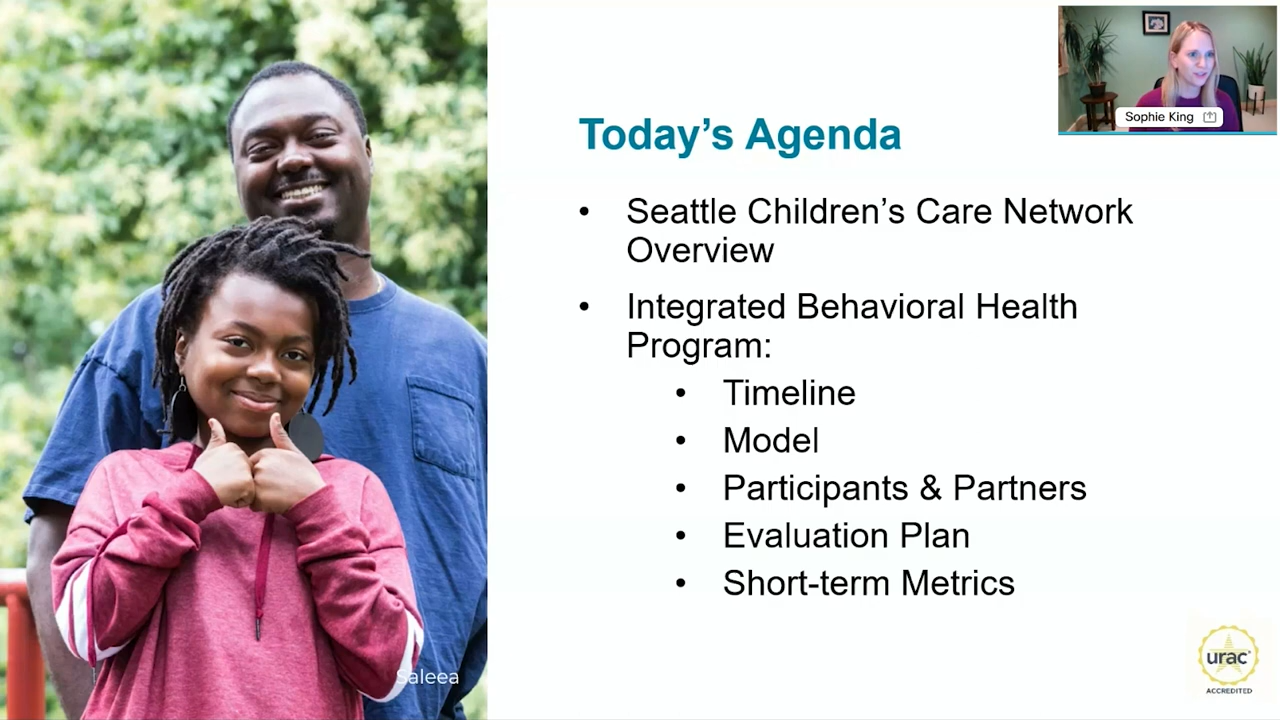 Sophie King
Today's Agenda
• Seattle Children's Care Network
Overview
• Integrated Behavioral Health
Program:
• Timeline
• Model
• Participants & Partners
• Evaluation Plan
• Short-term Metrics
Saleea
urac®
ACCREDITED